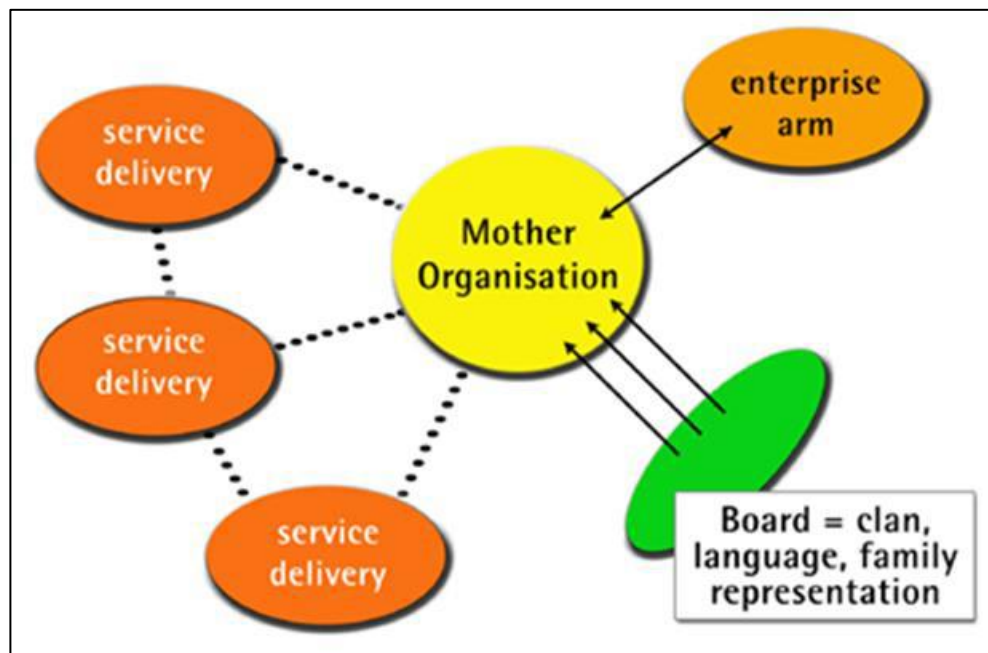 service
delivery
enterprise
arm
Mother
Organisation
service
delivery
service
delivery
Board = clan,
language, family
representation